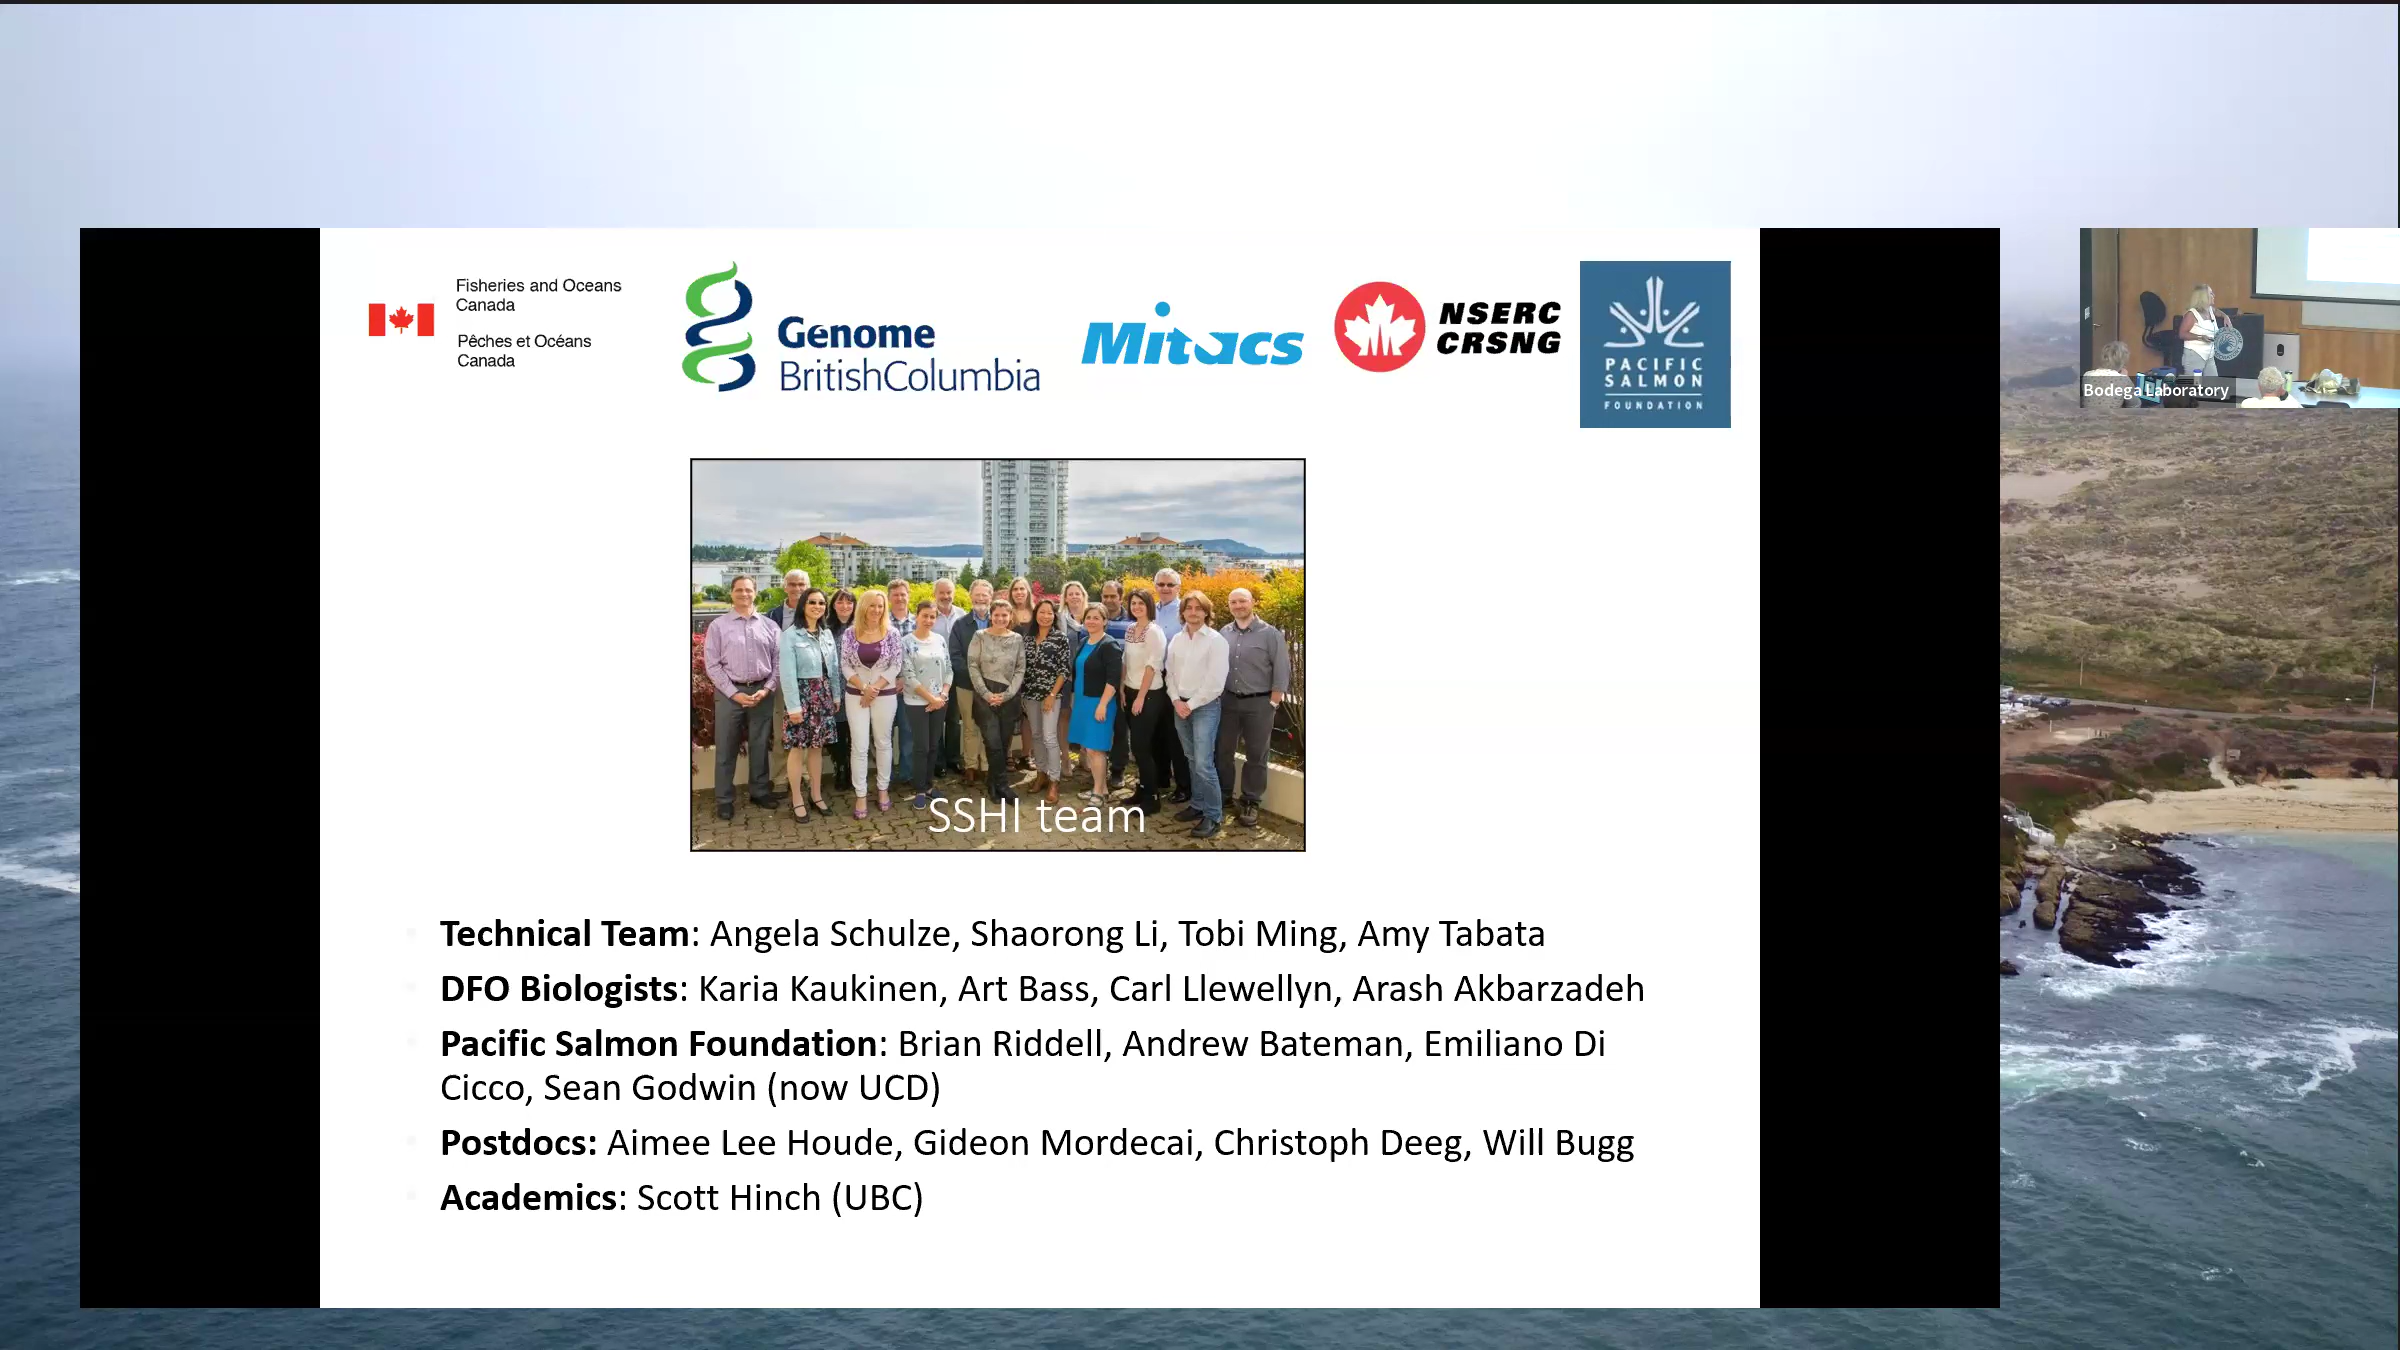 Fisheries and Oceans
Canada
Pêches et Océans
Canada
Genome
BritishColumbia
Mitacs
NSERC
CRSNG
PACIFIC
SALMON
FOUNDATION
Bodega Laboratory
SSHI team
Technical Team: Angela Schulze, Shaorong Li, Tobi Ming, Amy Tabata
DFO Biologists: Karia Kaukinen, Art Bass, Carl Llewellyn, Arash Akbarzadeh
Pacific Salmon Foundation: Brian Riddell, Andrew Bateman, Emiliano Di
Cicco, Sean Godwin (now UCD)
Postdocs: Aimee Lee Houde, Gideon Mordecai, Christoph Deeg, Will Bugg
Academics: Scott Hinch (UBC)